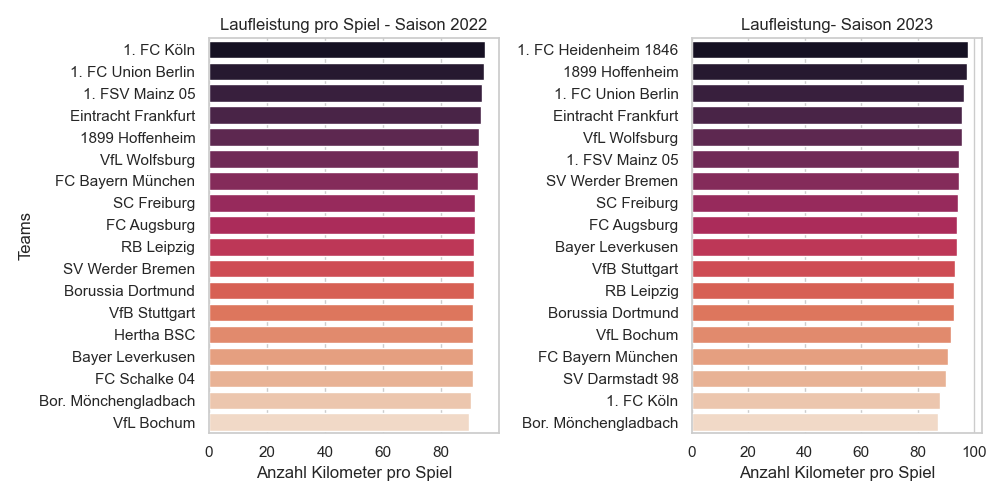 Laufleistung pro Spiel - Saison 2022
Teams
1. FC Köln
1. FC Union Berlin
1. FSV Mainz 05
Eintracht Frankfurt
1899 Hoffenheim
VfL Wolfsburg
FC Bayern München
SC Freiburg
FC Augsburg
RB Leipzig
SV Werder Bremen
Borussia Dortmund
VfB Stuttgart
Hertha BSC
Bayer Leverkusen
FC Schalke 04
Bor. Mönchengladbach
VfL Bochum
0 20 40 60 80
Anzahl Kilometer pro Spiel
Laufleistung- Saison 2023
1. FC Heidenheim 1846
1899 Hoffenheim
1. FC Union Berlin
Eintracht Frankfurt
VfL Wolfsburg
1. FSV Mainz 05
SV Werder Bremen
SC Freiburg
FC Augsburg
Bayer Leverkusen
VfB Stuttgart
RB Leipzig
Borussia Dortmund
VfL Bochum
FC Bayern München
SV Darmstadt 98
1. FC Köln
Bor. Mönchengladbach
0 20 40 60 80 100
Anzahl Kilometer pro Spiel